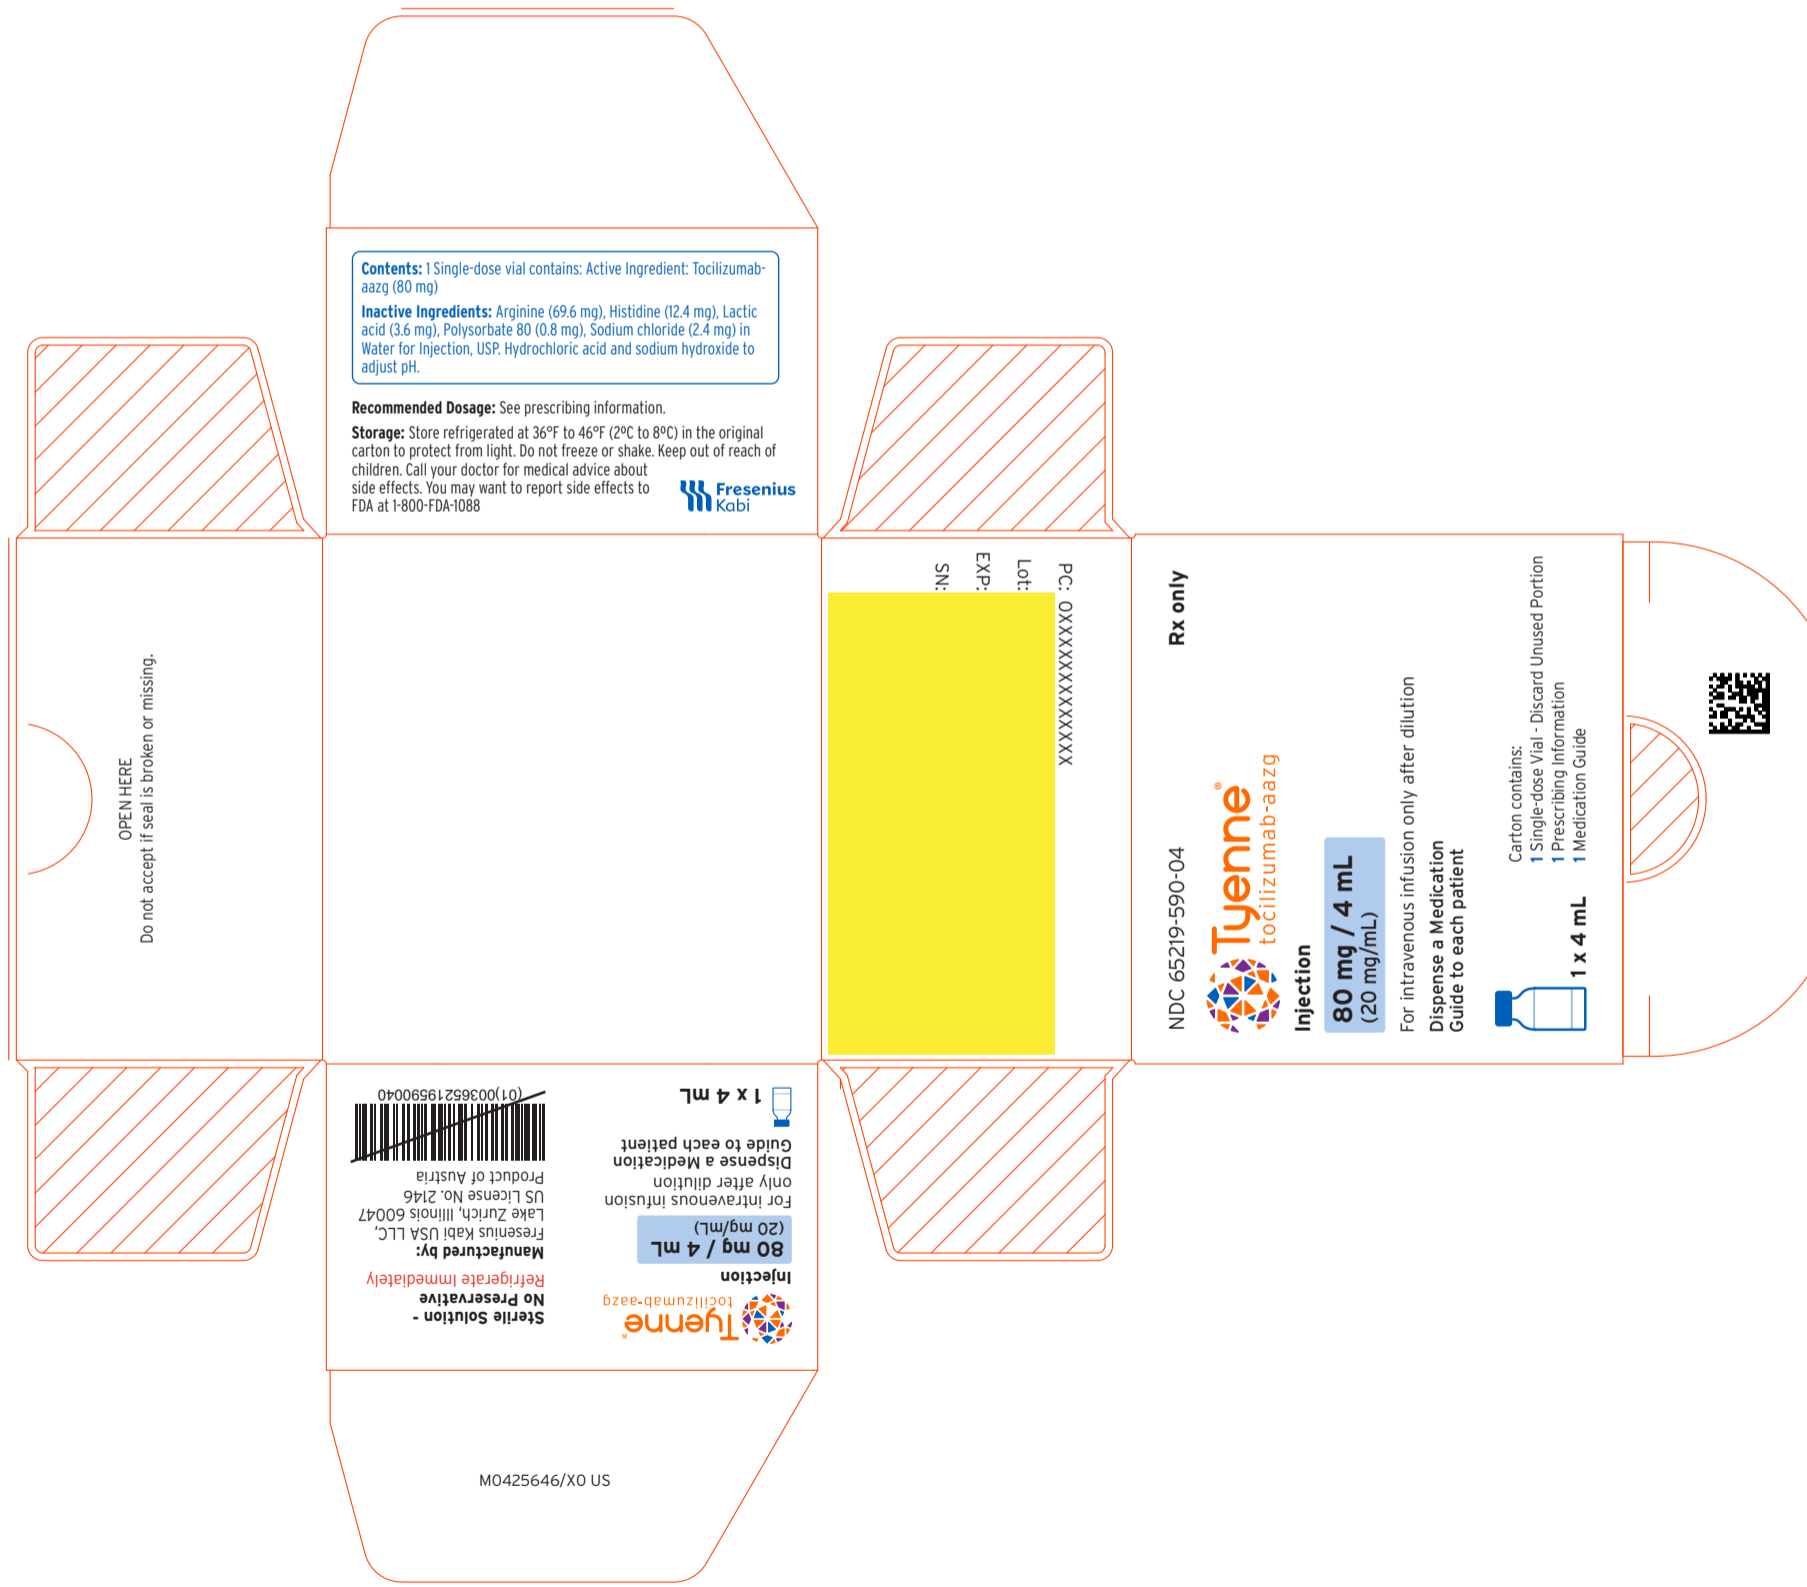 Contents: 1 Single-dose vial contains: Active Ingredient: Tocilizumab-
aazg (80 mg)
Inactive Ingredients: Arginine (69.6 mg), Histidine (12.4 mg), Lactic
acid (3.6 mg), Polysorbate 80 (0.8 mg), Sodium chloride (2.4 mg) in
Water for Injection, USP. Hydrochloric acid and sodium hydroxide to
adjust pH.
Recommended Dosage: See prescribing information.
Storage: Store refrigerated at 36°F to 46°F (2ºC to 8ºC) in the original
carton to protect from light. Do not freeze or shake. Keep out of reach of
children. Call your doctor for medical advice about
side effects. You may want to report side effects to
FDA at 1-800-FDA-1088
Fresenius
Kabi
OPEN HERE
Do not accept if seal is broken or missing.
PC: 0XXXXXXXXXXXXX
Lot:
EXP:
SN:
NDC 65219-590-04
Rx only
Tyenne®
tocilizumab-aazg
Injection
80 mg / 4 mL
(20 mg/mL)
For intravenous infusion only after dilution
Dispense a Medication
Guide to each patient
Carton contains:
1 Single-dose Vial - Discard Unused Portion
1 Prescribing Information
1 Medication Guide
1 x 4 mL
Tyenne®
tocilizumab-aazg
Injection
80 mg / 4 mL
(20 mg/mL)
For intravenous infusion
only after dilution
Dispense a Medication
Guide to each patient
1 x 4 mL
Sterile Solution -
No Preservative
Refrigerate Immediately
Manufactured by:
Fresenius Kabi USA LLC,
Lake Zurich, Illinois 60047
US License No. 2146
Product of Austria
(01)00365219590040
M0425646/X0 US